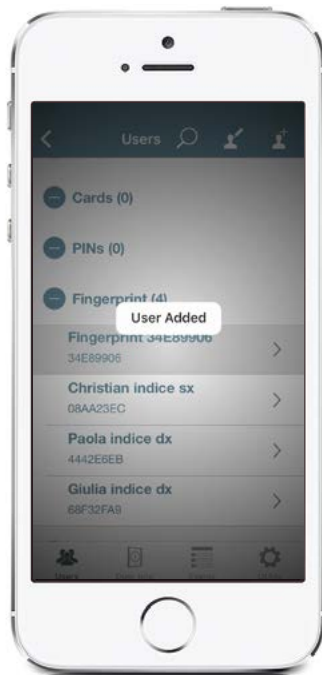 Users
Cards (0)
PINs (0)
Fingerprint (4)
User Added
Fingerprint 34E89906
34E89906
Christian indice sx
08AA23EC
Paola indice dx
4442E6EB
Giulia indice dx
68F32FA9
Users